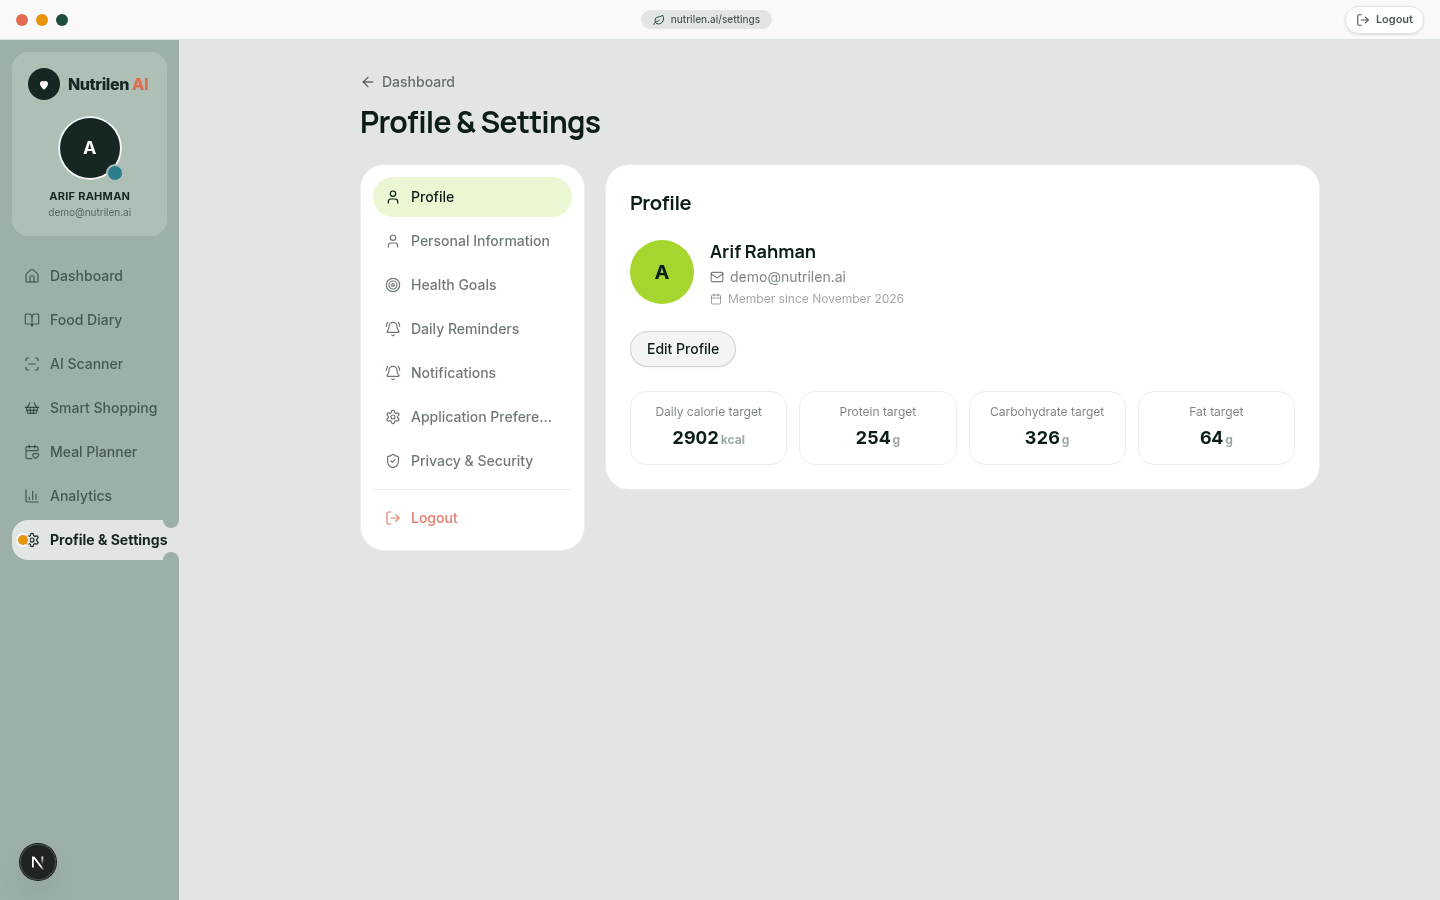 nutrilen.ai/settings
Logout
Nutrilen AI
A
ARIF RAHMAN
demo@nutrilen.ai
Dashboard
Food Diary
AI Scanner
Smart Shopping
Meal Planner
Analytics
Profile & Settings
N
Dashboard
Profile & Settings
Profile
Personal Information
Health Goals
Daily Reminders
Notifications
Application Prefere...
Privacy & Security
Logout
Profile
A
Arif Rahman
demo@nutrilen.ai
Member since November 2026
Edit Profile
Daily calorie target
2902 kcal
Protein target
254 g
Carbohydrate target
326 g
Fat target
64 g